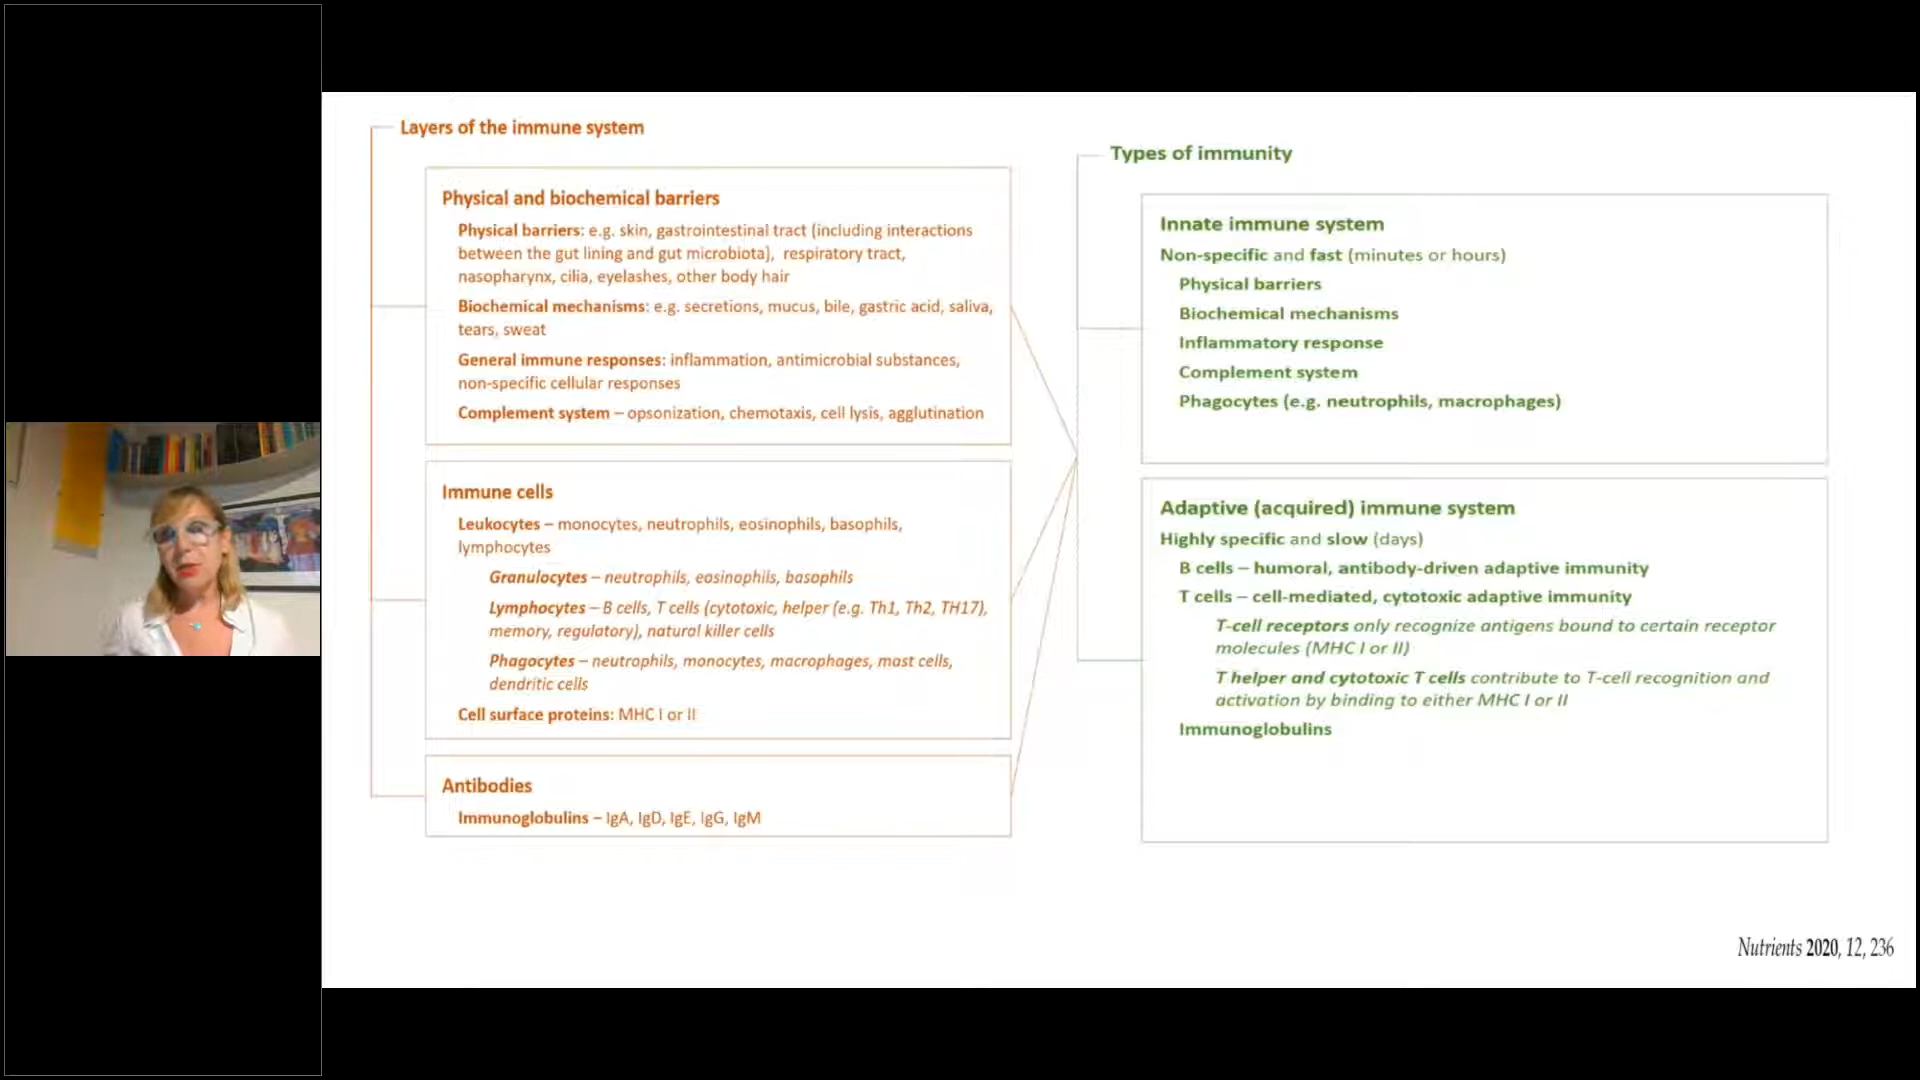 Layers of the immune system
Physical and biochemical barriers
Physical barriers: e.g. skin, gastrointestinal tract (including interactions
between the gut lining and gut microbiota), respiratory tract,
nasopharynx, cilia, eyelashes, other body hair
Biochemical mechanisms: e.g. secretions, mucus, bile, gastric acid, saliva,
tears, sweat
General immune responses: inflammation, antimicrobial substances,
non-specific cellular responses
Complement system – opsonization, chemotaxis, cell lysis, agglutination
Immune cells
Leukocytes – monocytes, neutrophils, eosinophils, basophils,
lymphocytes
Granulocytes – neutrophils, eosinophils, basophils
Lymphocytes – B cells, T cells (cytotoxic, helper (e.g. Th1, Th2, TH17),
memory, regulatory), natural killer cells
Phagocytes – neutrophils, monocytes, macrophages, mast cells,
dendritic cells
Cell surface proteins: MHC I or II
Antibodies
Immunoglobulins – IgA, IgD, IgE, IgG, IgM
Types of immunity
Innate immune system
Non-specific and fast (minutes or hours)
Physical barriers
Biochemical mechanisms
Inflammatory response
Complement system
Phagocytes (e.g. neutrophils, macrophages)
Adaptive (acquired) immune system
Highly specific and slow (days)
B cells – humoral, antibody-driven adaptive immunity
T cells – cell-mediated, cytotoxic adaptive immunity
T-cell receptors only recognize antigens bound to certain receptor
molecules (MHC I or II)
T helper and cytotoxic T cells contribute to T-cell recognition and
activation by binding to either MHC I or II
Immunoglobulins
Nutrients 2020, 12, 236